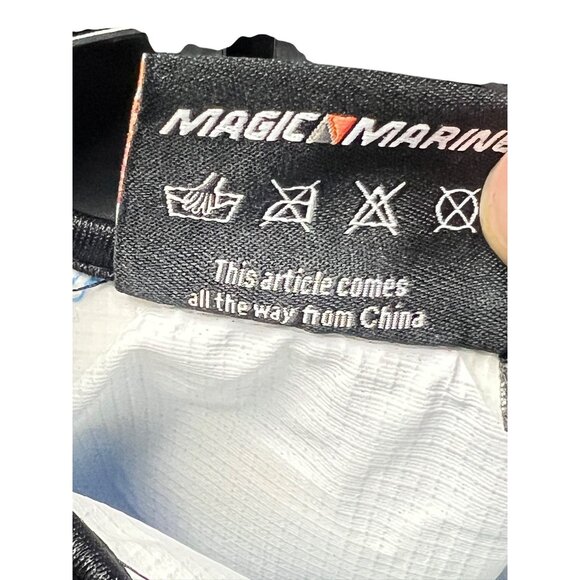 MAGIC MARINE
This article comes
all the way from China